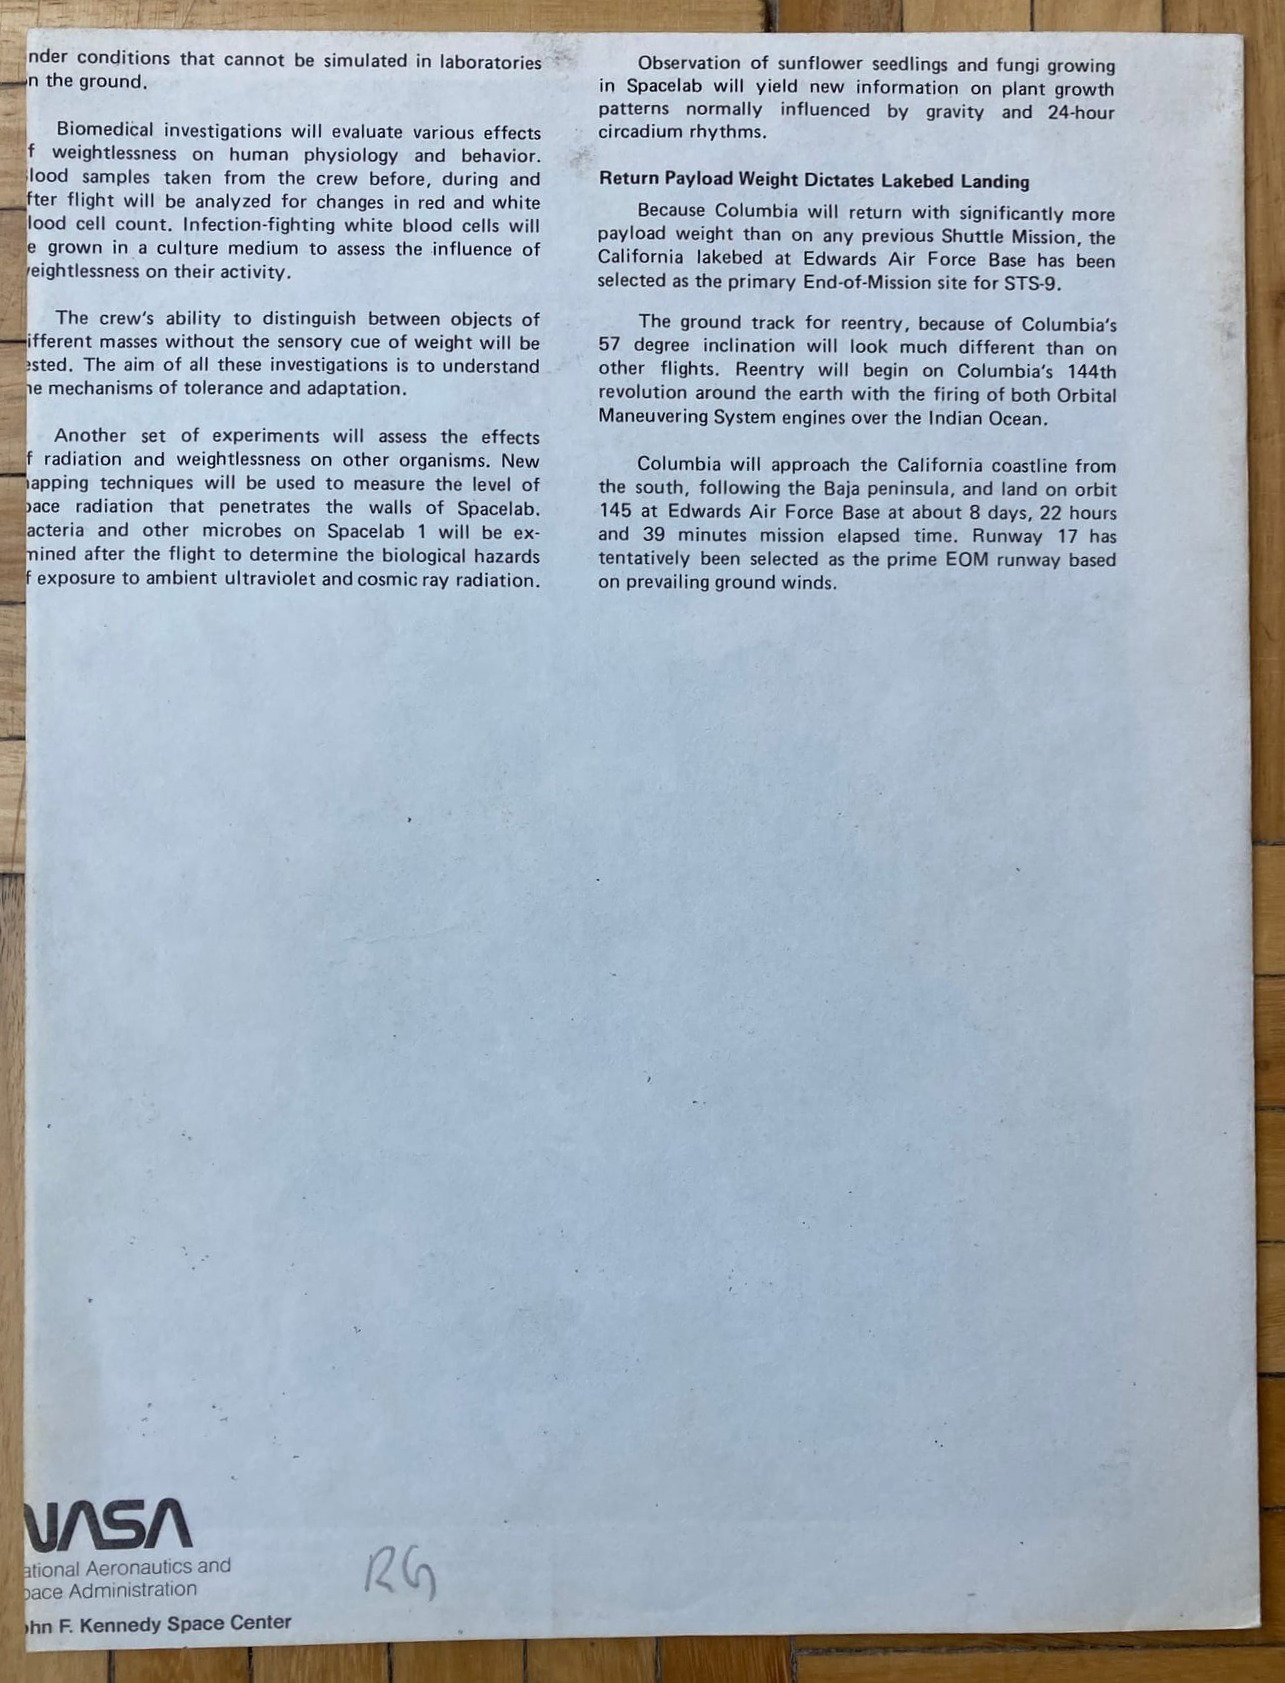 nder conditions that cannot be simulated in laboratories
n the ground.
Biomedical investigations will evaluate various effects
f weightlessness on human physiology and behavior.
lood samples taken from the crew before, during and
fter flight will be analyzed for changes in red and white
lood cell count. Infection-fighting white blood cells will
e grown in a culture medium to assess the influence of
eightlessness on their activity.
The crew's ability to distinguish between objects of
ifferent masses without the sensory cue of weight will be
sted. The aim of all these investigations is to understand
e mechanisms of tolerance and adaptation.
Another set of experiments will assess the effects
f radiation and weightlessness on other organisms. New
apping techniques will be used to measure the level of
ace radiation that penetrates the walls of Spacelab.
acteria and other microbes on Spacelab 1 will be ex-
mined after the flight to determine the biological hazards
f exposure to ambient ultraviolet and cosmic ray radiation.
Observation of sunflower seedlings and fungi growing
in Spacelab will yield new information on plant growth
patterns normally influenced by gravity and 24-hour
circadium rhythms.
Return Payload Weight Dictates Lakebed Landing
Because Columbia will return with significantly more
payload weight than on any previous Shuttle Mission, the
California lakebed at Edwards Air Force Base has been
selected as the primary End-of-Mission site for STS-9.
The ground track for reentry, because of Columbia's
57 degree inclination will look much different than on
other flights. Reentry will begin on Columbia's 144th
revolution around the earth with the firing of both Orbital
Maneuvering System engines over the Indian Ocean.
Columbia will approach the California coastline from
the south, following the Baja peninsula, and land on orbit
145 at Edwards Air Force Base at about 8 days, 22 hours
and 39 minutes mission elapsed time. Runway 17 has
tentatively been selected as the prime EOM runway based
on prevailing ground winds.
NASA
ational Aeronautics and
pace Administration
ohn F. Kennedy Space Center
RG